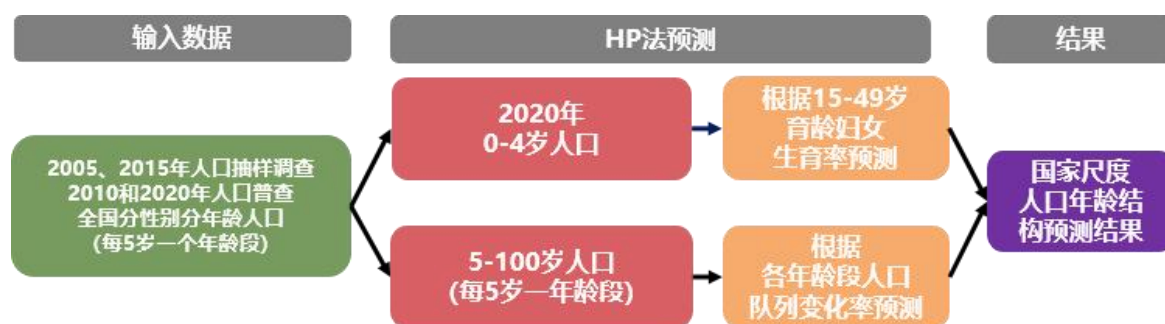 输入数据
HP法预测
结果
2005、2015年人口抽样调查
2010和2020年人口普查
全国分性别分年龄人口
(每5岁一个年龄段)
2020年
0-4岁人口
根据15-49岁
育龄妇女
生育率预测
5-100岁人口
(每5岁一年龄段)
根据
各年龄段人口
队列变化率预测
国家尺度
人口年龄结
构预测结果